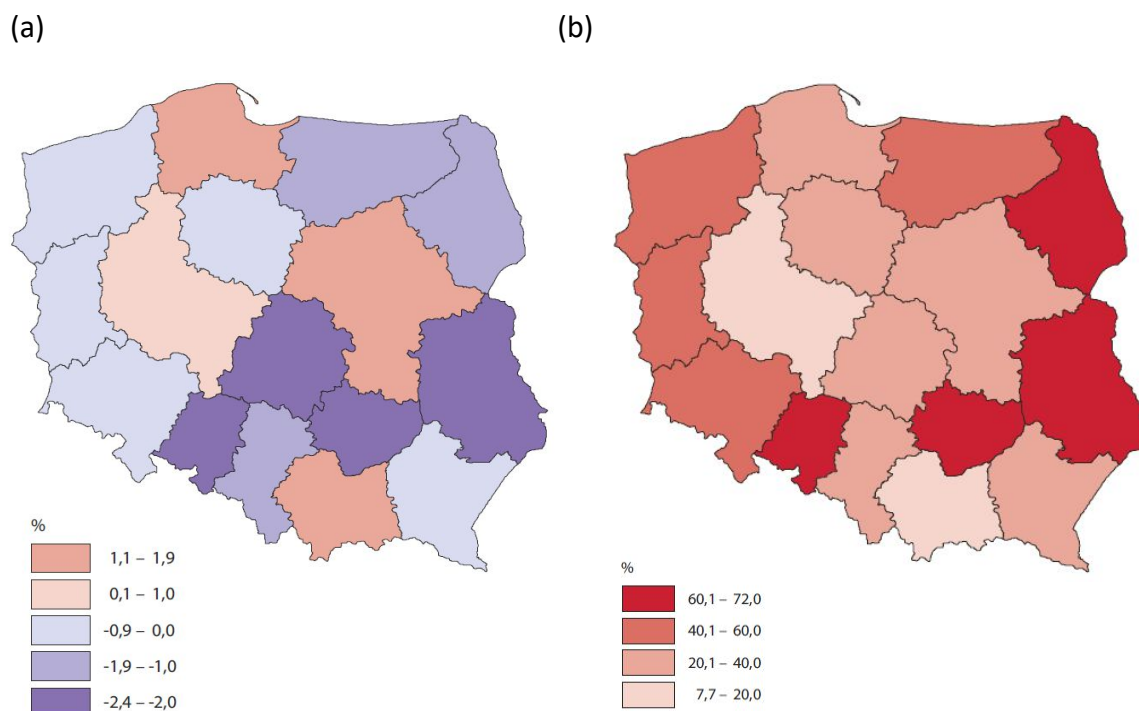 (a)
(b)
%
1,1 – 1,9
0,1 – 1,0
-0,9 – 0,0
-1,9 – -1,0
-2,4 – -2,0
%
60,1 – 72,0
40,1 – 60,0
20,1 – 40,0
7,7 – 20,0